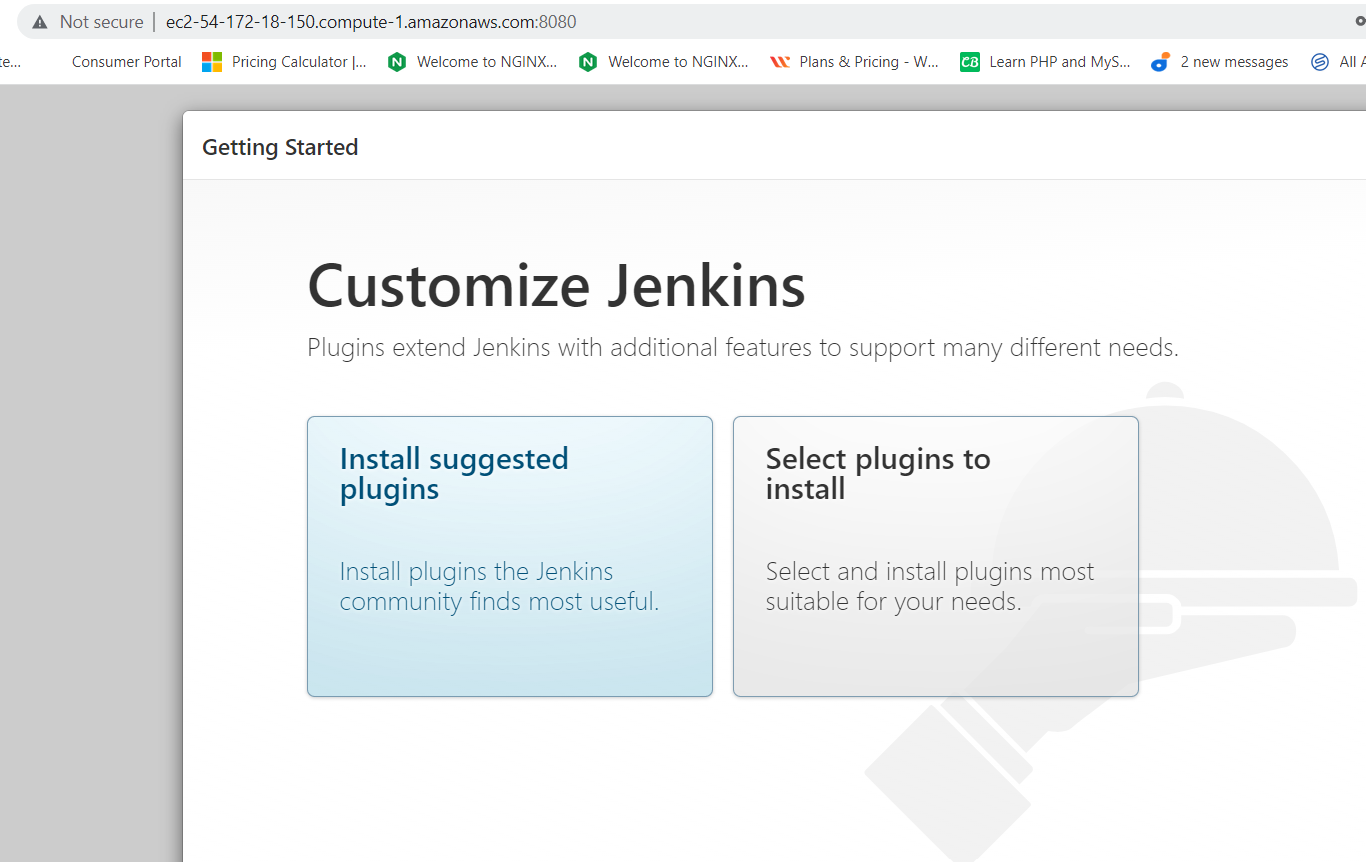 Not secure | ec2-54-172-18-150.compute-1.amazonaws.com:8080
te... Consumer Portal Pricing Calculator |... Welcome to NGINX... Welcome to NGINX... Plans & Pricing - W... CB Learn PHP and MyS... 2 new messages All A
Getting Started
Customize Jenkins
Plugins extend Jenkins with additional features to support many different needs.
Install suggested
plugins
Install plugins the Jenkins
community finds most useful.
Select plugins to
install
Select and install plugins most
suitable for your needs.